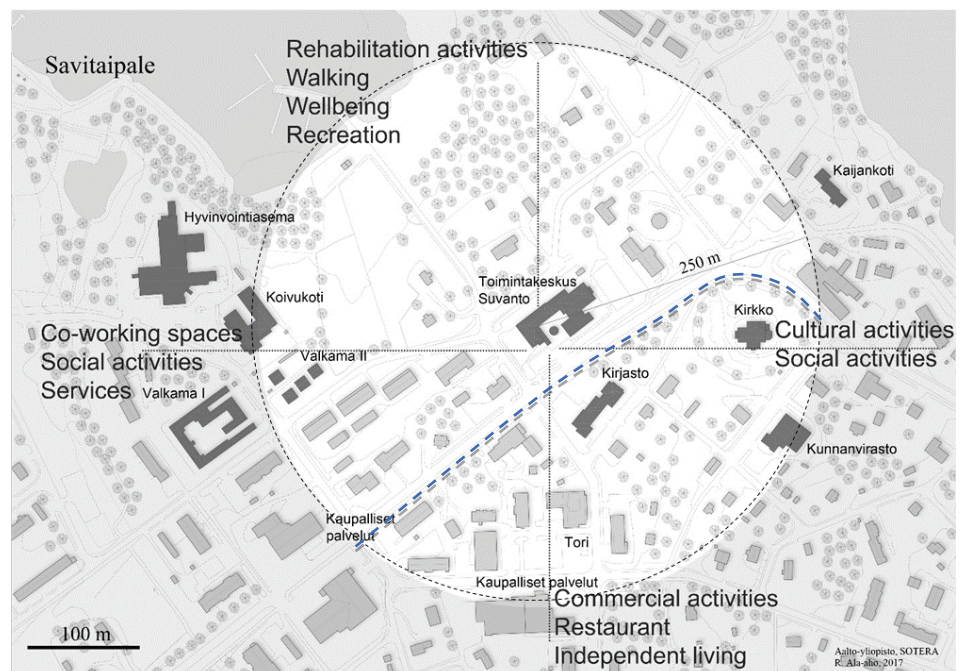 Rehabilitation activities
Walking
Wellbeing
Recreation
Savitaipale
Kaijankoti
Hyvinvointiasema
250 m
Toimintakeskus
Suvanto
Koivukoti
Kirkko
Co-working spaces
Social activities
Services
Cultural activities
Social activities
Valkama II
Kirjasto
Valkama I
Kunnanvirasto
Kaupalliset
palvelut
Tori
Kaupalliset palvelut
Commercial activities
Restaurant
Independent living
100 m
Aalto-yliopisto, SOTERA
R. Ala-aho, 2017